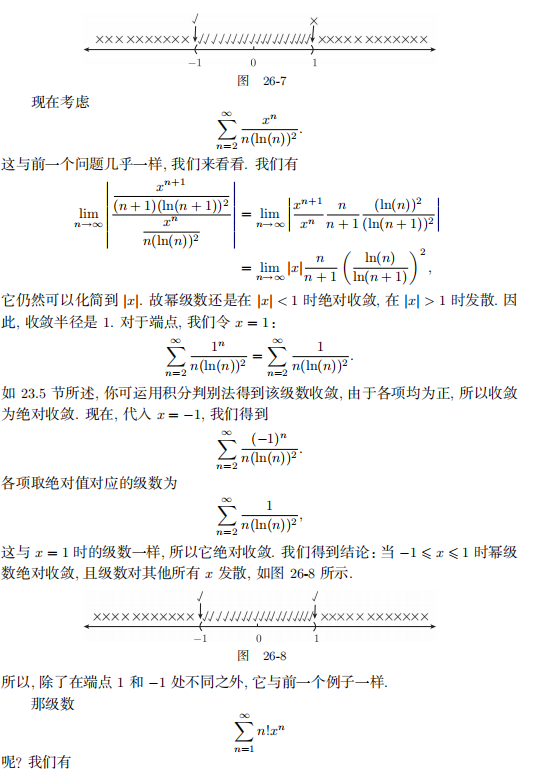 ✓ ×
××× ××××××× ✓✓✓✓✓✓✓✓✓✓✓✓✓✓✓✓ ×××××××××××
−1 0 1
图 26-7
现在考虑
\sum_{n=2}^{\infty} \frac{x^n}{n(\ln(n))^2}.
这与前一个问题几乎一样, 我们来看看. 我们有
\lim_{n\to\infty} \left| \frac{\frac{x^{n+1}}{(n+1)(\ln(n+1))^2}}{\frac{x^n}{n(\ln(n))^2}} \right| = \lim_{n\to\infty} \left| \frac{x^{n+1}}{x^n} \frac{n}{n+1} \frac{(\ln(n))^2}{(\ln(n+1))^2} \right|
= \lim_{n\to\infty} |x| \frac{n}{n+1} \left( \frac{\ln(n)}{\ln(n+1)} \right)^2,
它仍然可以化简到 |x|. 故幂级数还是在 |x| < 1 时绝对收敛, 在 |x| > 1 时发散. 因
此, 收敛半径是 1. 对于端点, 我们令 x = 1:
\sum_{n=2}^{\infty} \frac{1^n}{n(\ln(n))^2} = \sum_{n=2}^{\infty} \frac{1}{n(\ln(n))^2}.
如 23.5 节所述, 你可运用积分判别法得到该级数收敛, 由于各项均为正, 所以收敛
为绝对收敛. 现在, 代入 x = −1, 我们得到
\sum_{n=2}^{\infty} \frac{(-1)^n}{n(\ln(n))^2}.
各项取绝对值对应的级数为
\sum_{n=2}^{\infty} \frac{1}{n(\ln(n))^2},
这与 x = 1 时的级数一样, 所以它绝对收敛. 我们得到结论: 当 −1 ⩽ x ⩽ 1 时幂级
数绝对收敛, 且级数对其他所有 x 发散, 如图 26-8 所示.
✓ ✓
××× ××××××× ✓✓✓✓✓✓✓✓✓✓✓✓✓✓✓✓ ×××××××××××
−1 0 1
图 26-8
所以, 除了在端点 1 和 −1 处不同之外, 它与前一个例子一样.
那级数
\sum_{n=1}^{\infty} n!x^n
呢? 我们有